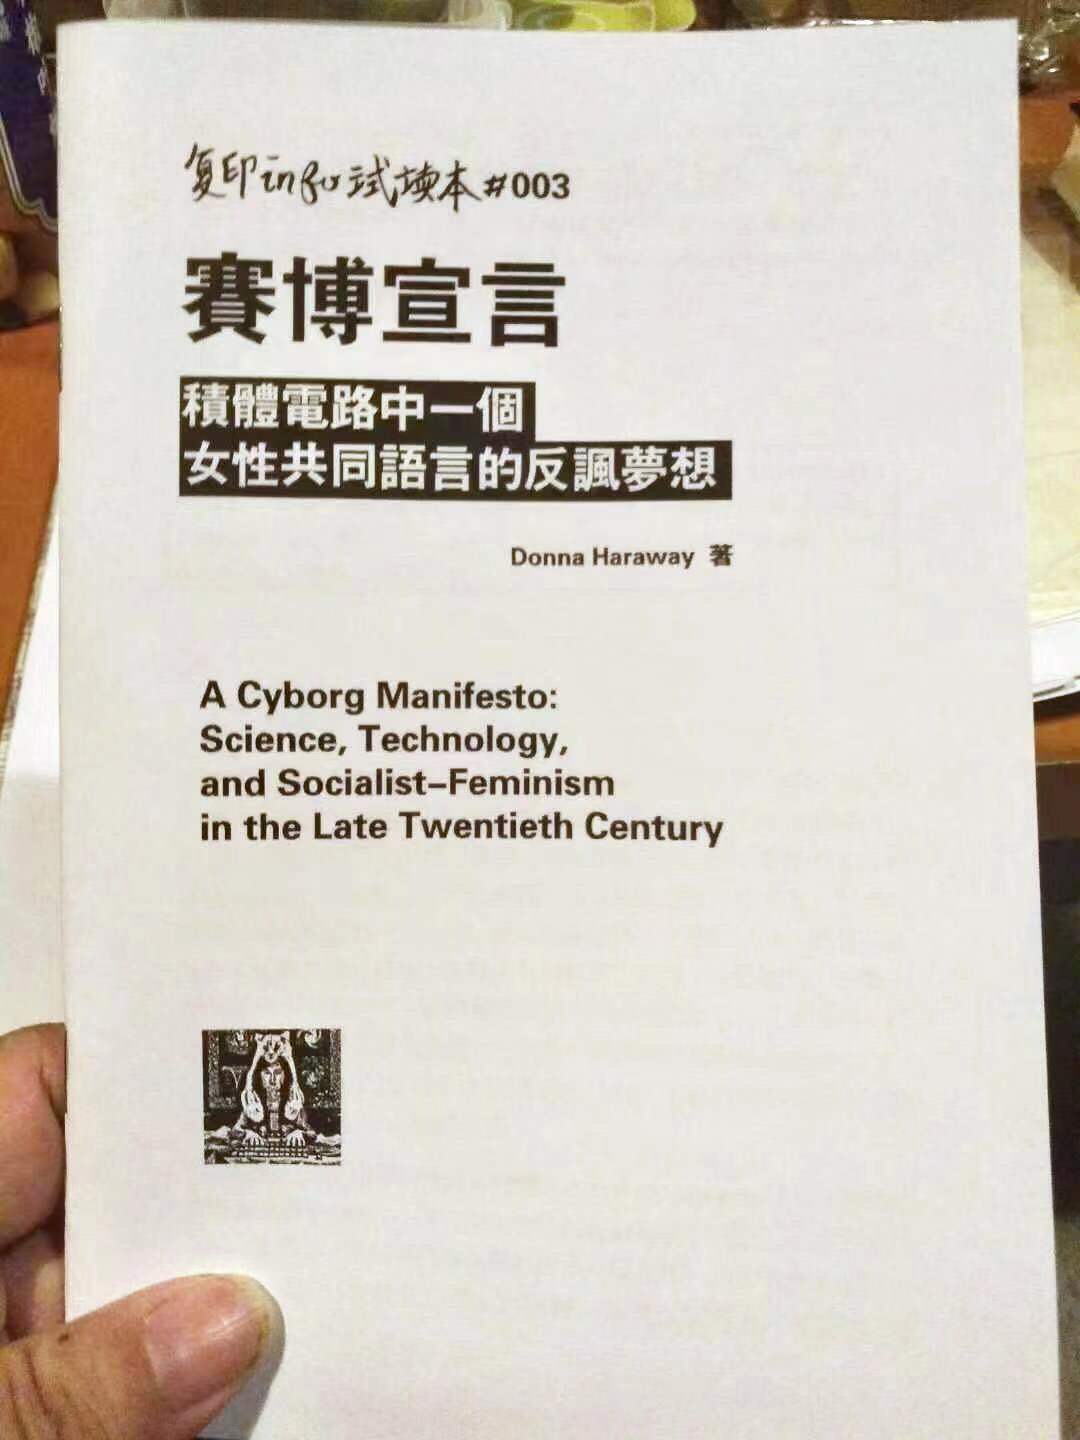 复印info试读本#003
賽博宣言
積體電路中一個
女性共同語言的反諷夢想
Donna Haraway 著
A Cyborg Manifesto:
Science, Technology,
and Socialist–Feminism
in the Late Twentieth Century